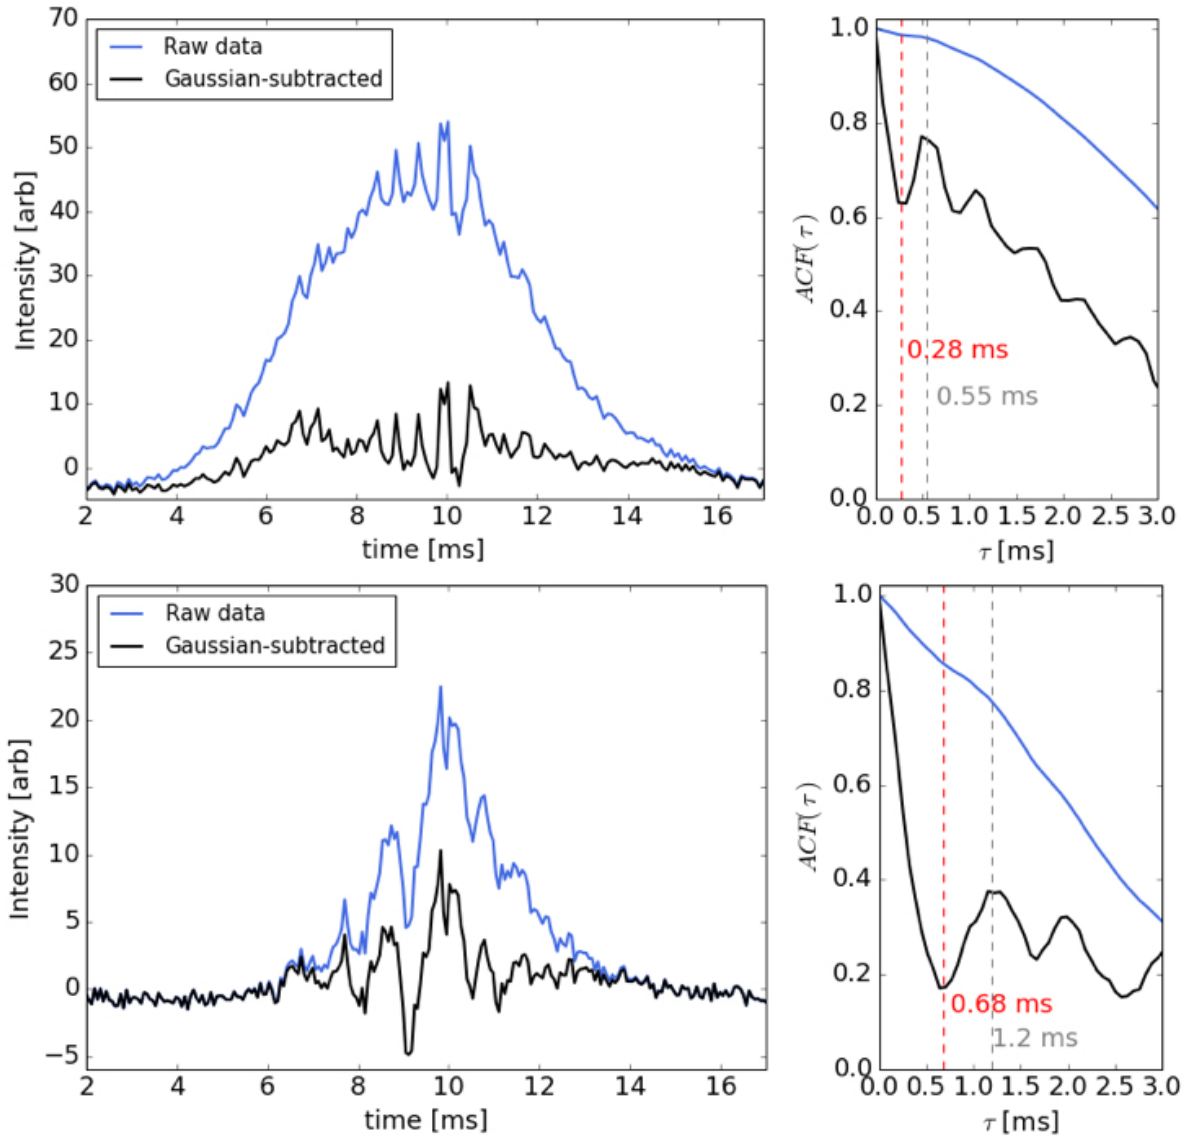 70
60
50
40
30
20
10
0
Intensity [arb]
Raw data
Gaussian-subtracted
2 4 6 8 10 12 14 16
time [ms]
1.0
0.8
0.6
0.4
0.2
0.0
ACF(τ)
0.28 ms
0.55 ms
0.0 0.5 1.0 1.5 2.0 2.5 3.0
τ [ms]
30
25
20
15
10
5
0
−5
Intensity [arb]
Raw data
Gaussian-subtracted
2 4 6 8 10 12 14 16
time [ms]
1.0
0.8
0.6
0.4
0.2
0.0
ACF(τ)
0.68 ms
1.2 ms
0.0 0.5 1.0 1.5 2.0 2.5 3.0
τ [ms]